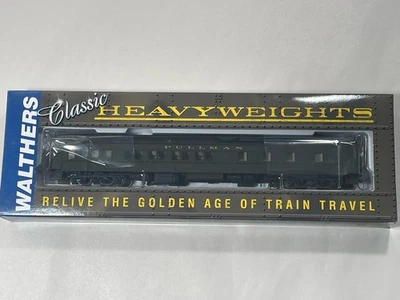 WALTHERS
Classic
HEAVYWEIGHTS
PULLMAN
RELIVE THE GOLDEN AGE OF TRAIN TRAVEL